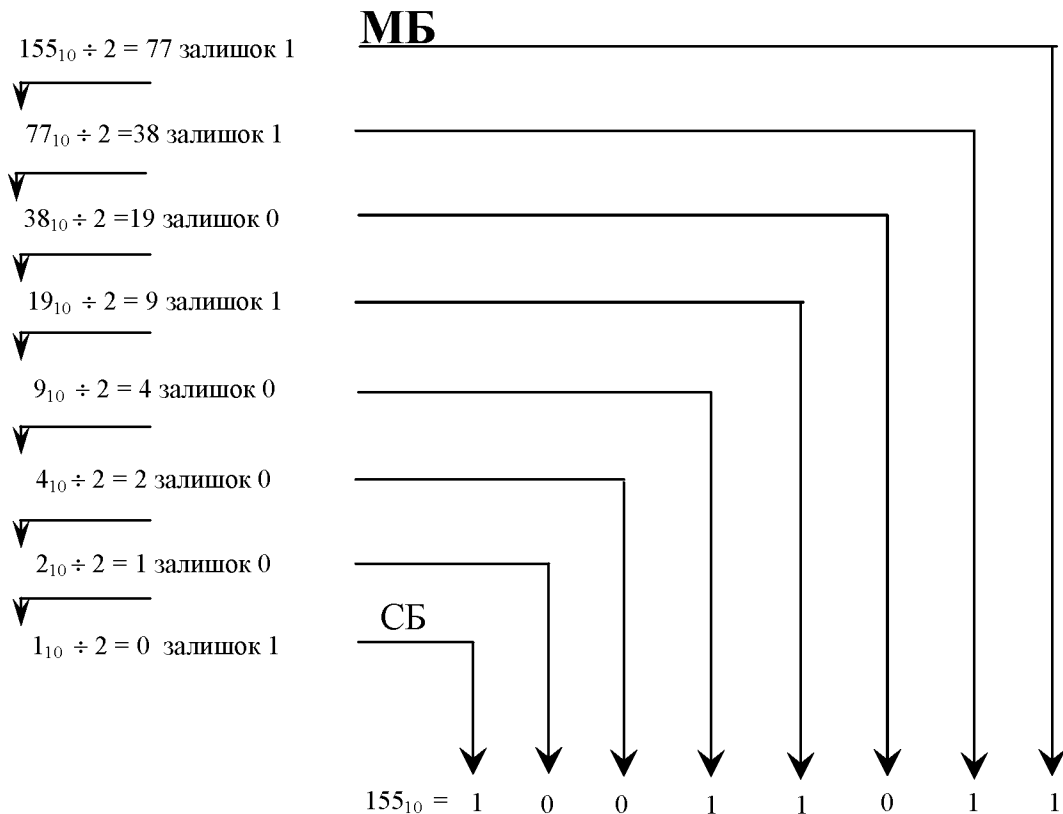 МБ
155₁₀ ÷ 2 = 77 залишок 1
77₁₀ ÷ 2 =38 залишок 1
38₁₀ ÷ 2 =19 залишок 0
19₁₀ ÷ 2 = 9 залишок 1
9₁₀ ÷ 2 = 4 залишок 0
4₁₀ ÷ 2 = 2 залишок 0
2₁₀ ÷ 2 = 1 залишок 0
СБ
1₁₀ ÷ 2 = 0 залишок 1
155₁₀ = 1 0 0 1 1 0 1 1